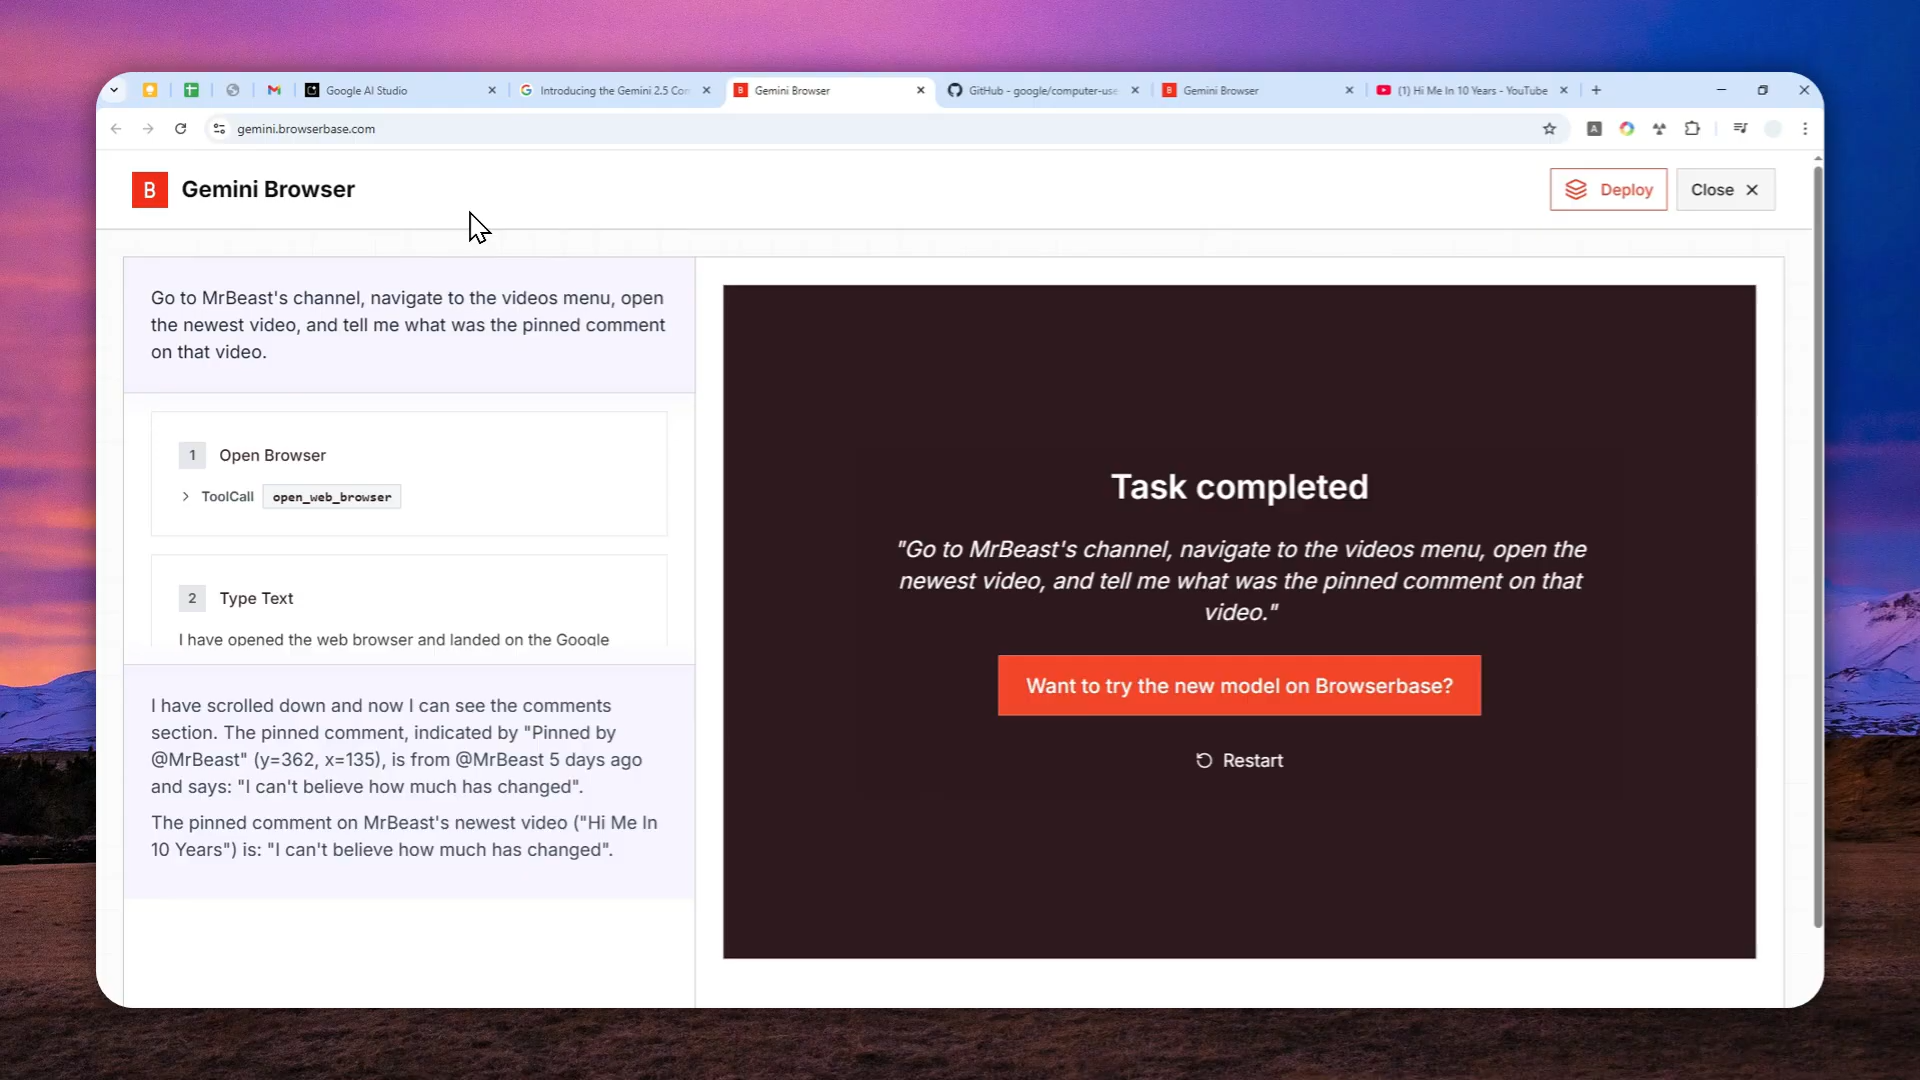 Google AI Studio
Introducing the Gemini 2.5 Con
Gemini Browser
GitHub - google/computer-use
Gemini Browser
(1) Hi Me In 10 Years - YouTube
gemini.browserbase.com
A
B
Gemini Browser
Deploy
Close
Go to MrBeast's channel, navigate to the videos menu, open
the newest video, and tell me what was the pinned comment
on that video.
1 Open Browser
ToolCall open_web_browser
2 Type Text
I have opened the web browser and landed on the Google
I have scrolled down and now I can see the comments
section. The pinned comment, indicated by "Pinned by
@MrBeast" (y=362, x=135), is from @MrBeast 5 days ago
and says: "I can't believe how much has changed".
The pinned comment on MrBeast's newest video ("Hi Me In
10 Years") is: "I can't believe how much has changed".
Task completed
"Go to MrBeast's channel, navigate to the videos menu, open the
newest video, and tell me what was the pinned comment on that
video."
Want to try the new model on Browserbase?
Restart